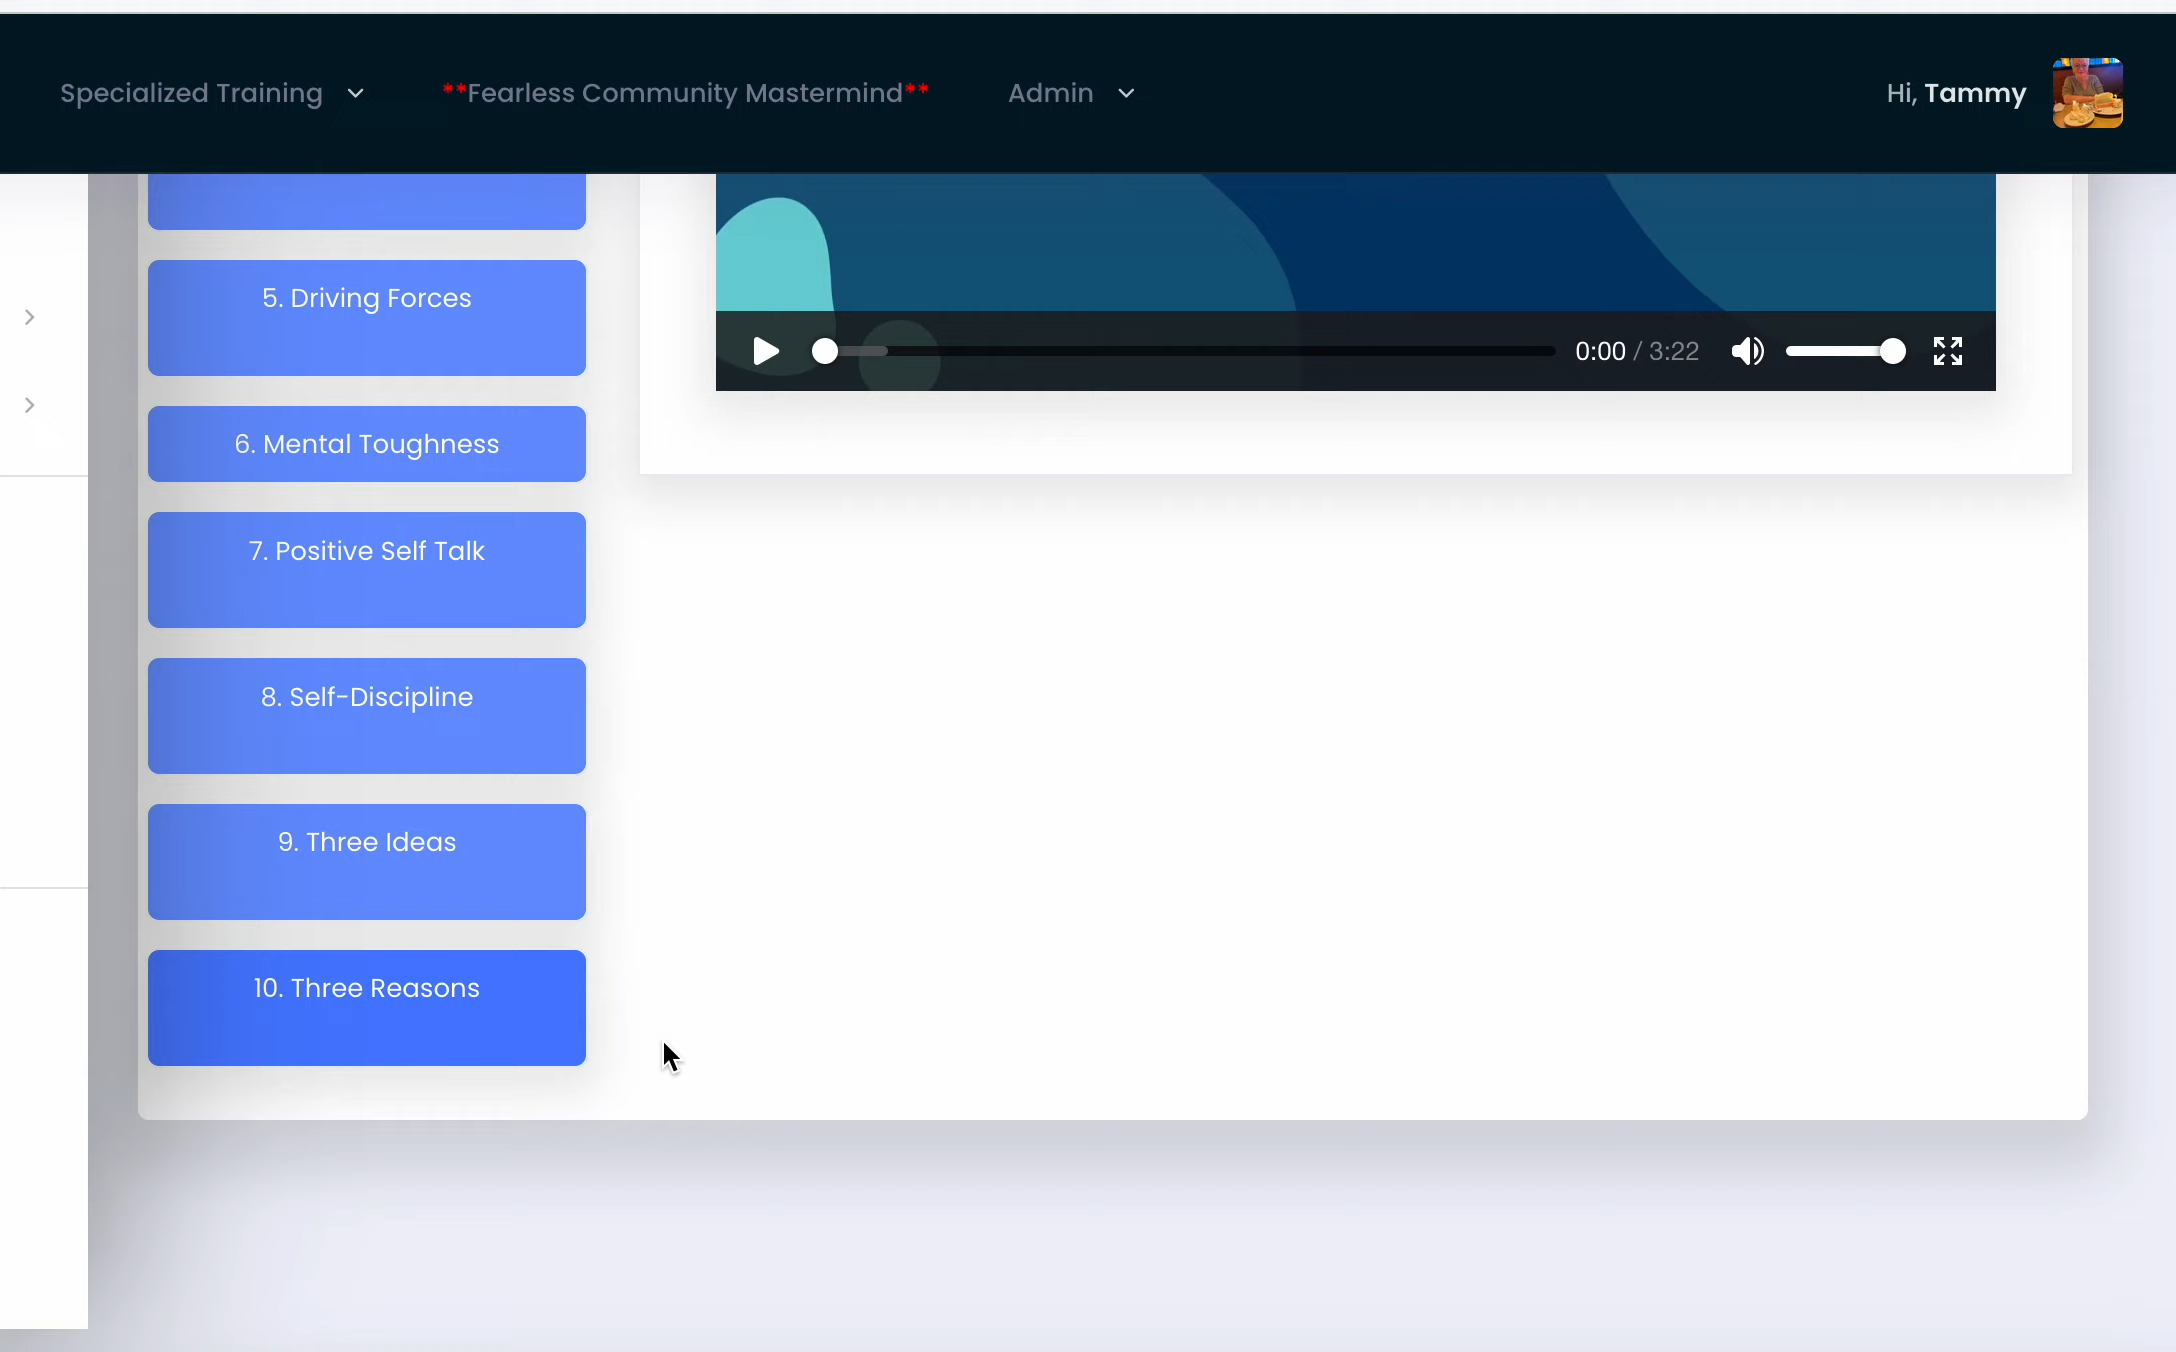 Specialized Training
**Fearless Community Mastermind**
Admin
Hi, Tammy
5. Driving Forces
6. Mental Toughness
7. Positive Self Talk
8. Self-Discipline
9. Three Ideas
10. Three Reasons
0:00 / 3:22